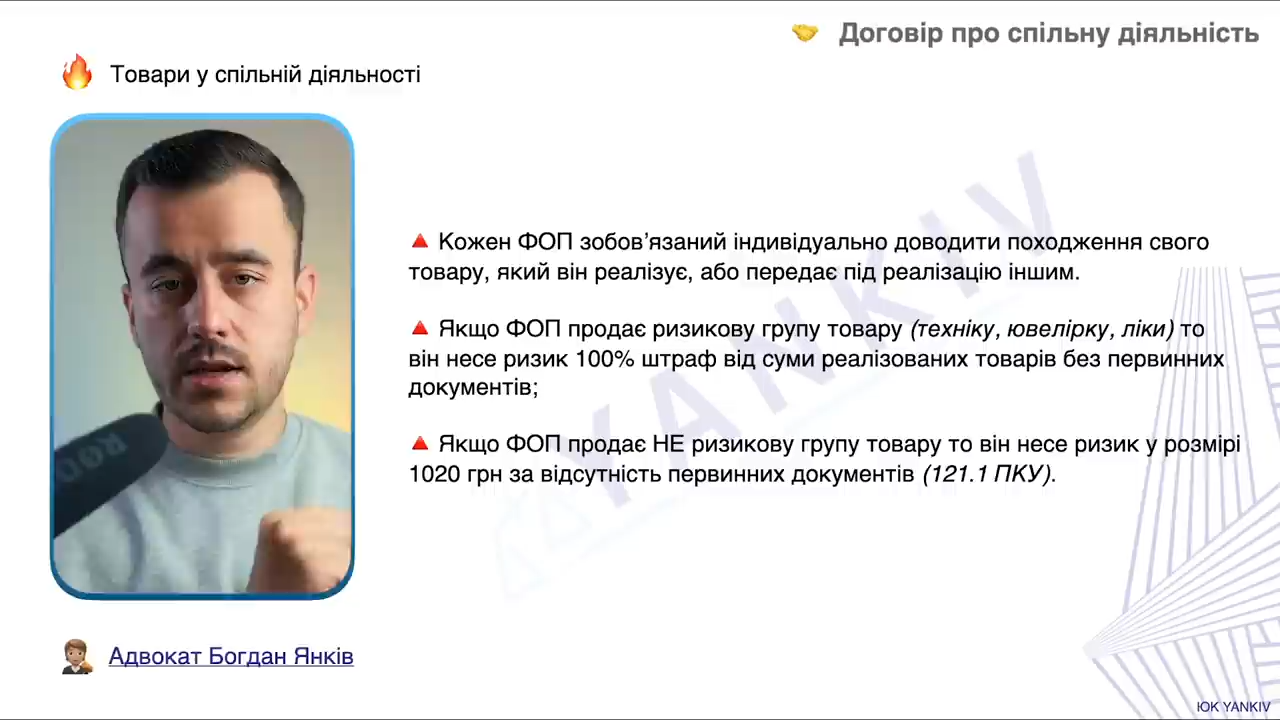 🤝 Договір про спільну діяльність
🔥 Товари у спільній діяльності
🔺 Кожен ФОП зобов’язаний індивідуально доводити походження свого
товару, який він реалізує, або передає під реалізацію іншим.
🔺 Якщо ФОП продає ризикову групу товару (техніку, ювелірку, ліки) то
він несе ризик 100% штраф від суми реалізованих товарів без первинних
документів;
🔺 Якщо ФОП продає НЕ ризикову групу товару то він несе ризик у розмірі
1020 грн за відсутність первинних документів (121.1 ПКУ).
YANKIV
RØD
Адвокат Богдан Янків
ЮК YANKIV